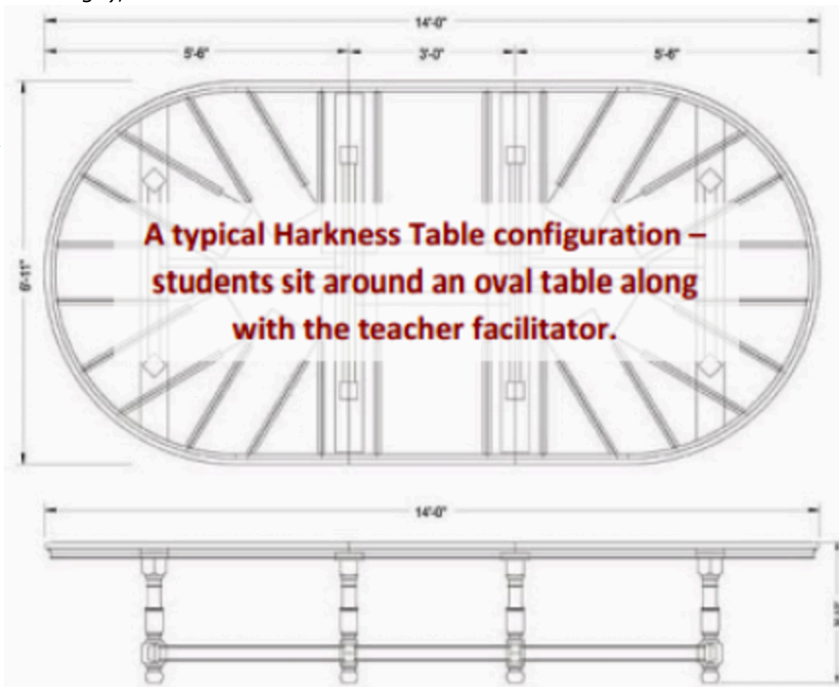 14'-0"
5'-6" 3'-0" 5'-6"
6'-11"
A typical Harkness Table configuration –
students sit around an oval table along
with the teacher facilitator.
14'-0"